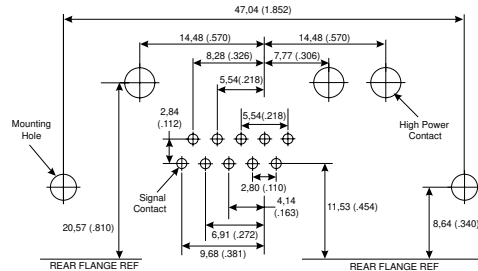 47,04 (1.852)
14,48 (.570)
14,48 (.570)
8,28 (.326)
7,77 (.306)
5,54(.218)
2,84
(.112)
5,54(.218)
Mounting
Hole
High Power
Contact
Signal
Contact
2,80 (.110)
4,14
(.163)
11,53 (.454)
8,64 (.340)
20,57 (.810)
6,91 (.272)
9,68 (.381)
REAR FLANGE REF
REAR FLANGE REF